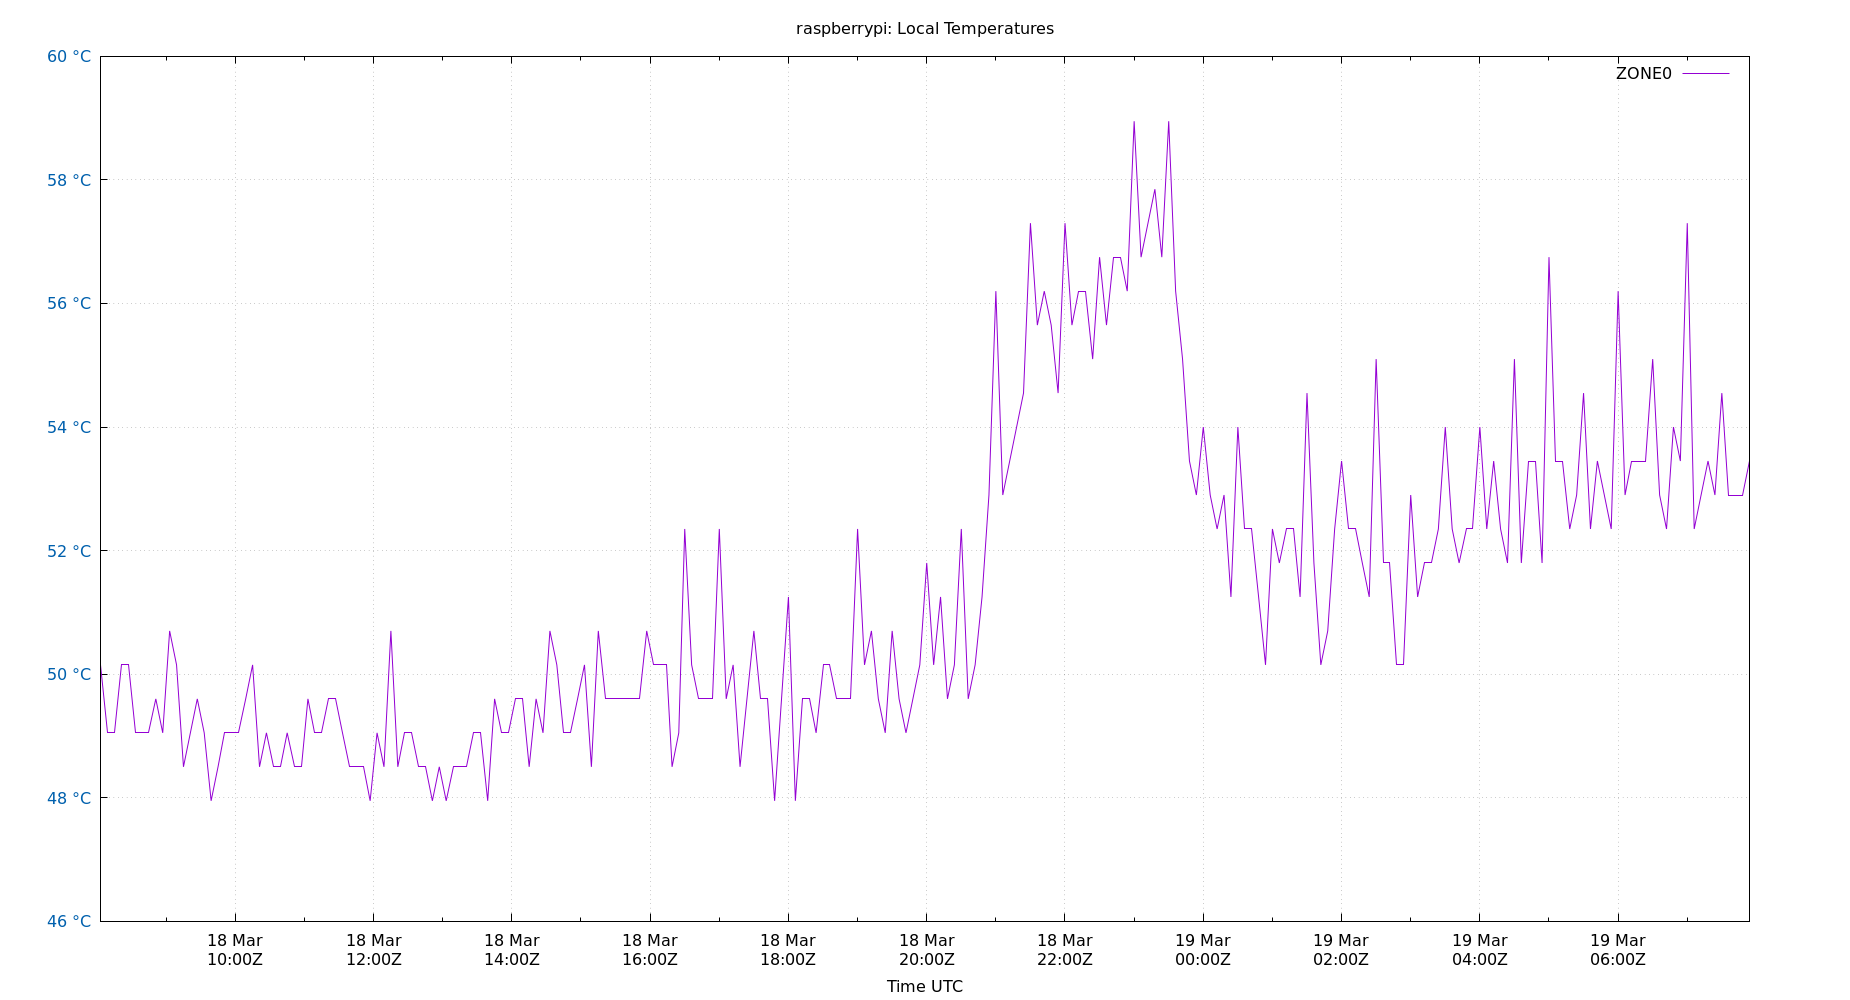 raspberrypi: Local Temperatures
ZONE0
60 °C
58 °C
56 °C
54 °C
52 °C
50 °C
48 °C
46 °C
18 Mar 18 Mar 18 Mar 18 Mar 18 Mar 18 Mar 18 Mar 19 Mar 19 Mar 19 Mar 19 Mar
10:00Z 12:00Z 14:00Z 16:00Z 18:00Z 20:00Z 22:00Z 00:00Z 02:00Z 04:00Z 06:00Z
Time UTC